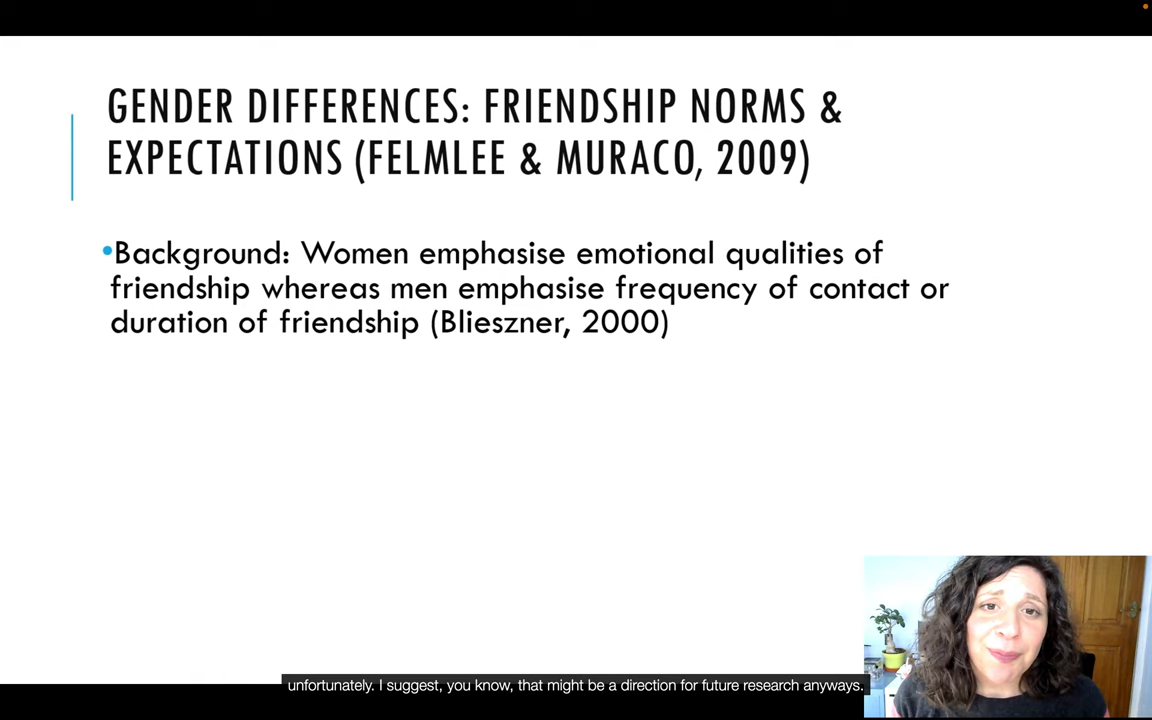 GENDER DIFFERENCES: FRIENDSHIP NORMS &
EXPECTATIONS (FELMLEE & MURACO, 2009)
•Background: Women emphasise emotional qualities of
friendship whereas men emphasise frequency of contact or
duration of friendship (Blieszner, 2000)
unfortunately. I suggest, you know, that might be a direction for future research anyways.